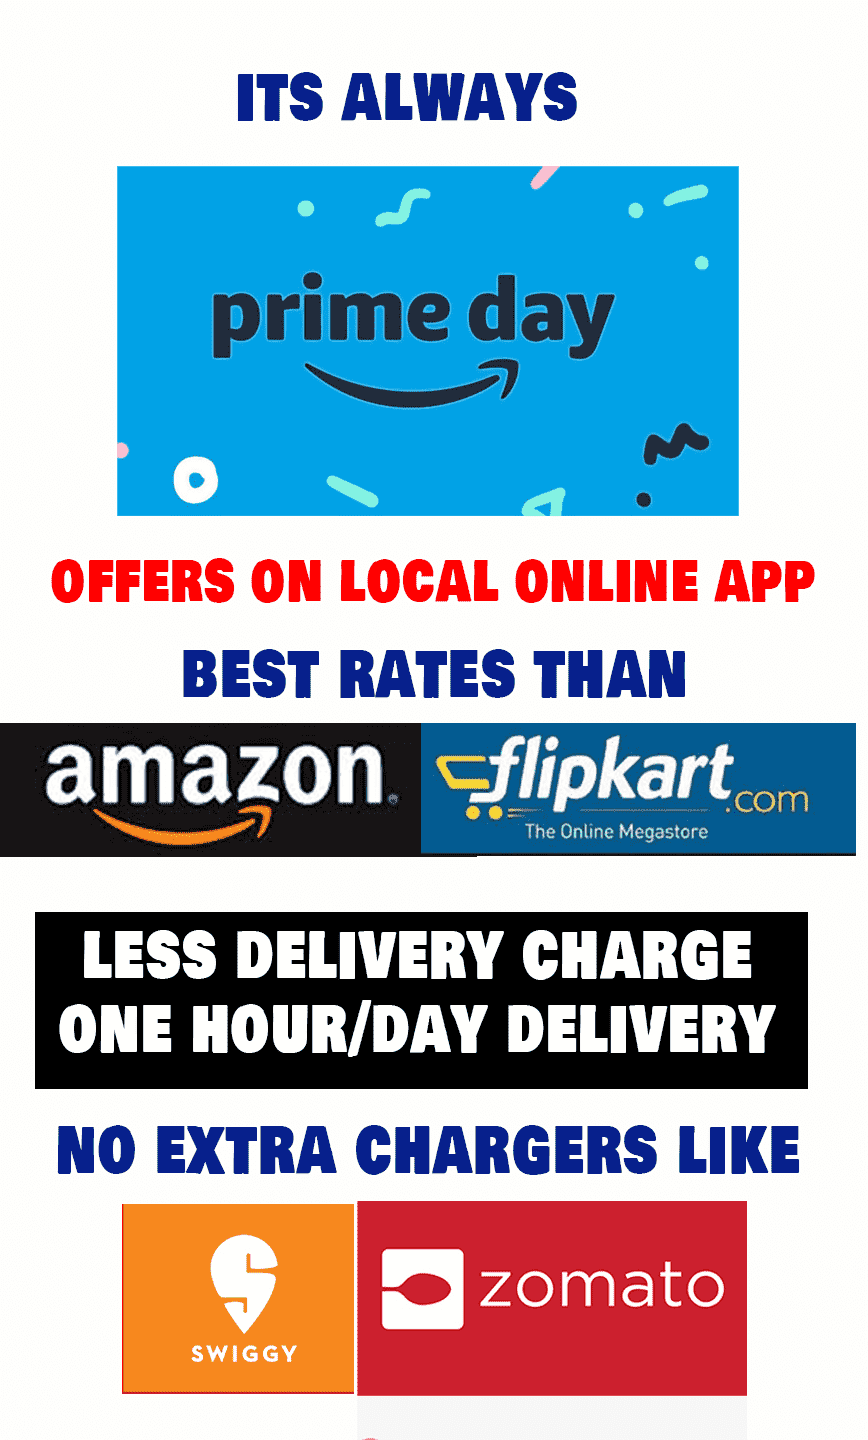 ITS ALWAYS
prime day
OFFERS ON LOCAL ONLINE APP
BEST RATES THAN
amazon®
flipkart.com
The Online Megastore
LESS DELIVERY CHARGE
ONE HOUR/DAY DELIVERY
NO EXTRA CHARGERS LIKE
SWIGGY
zomato